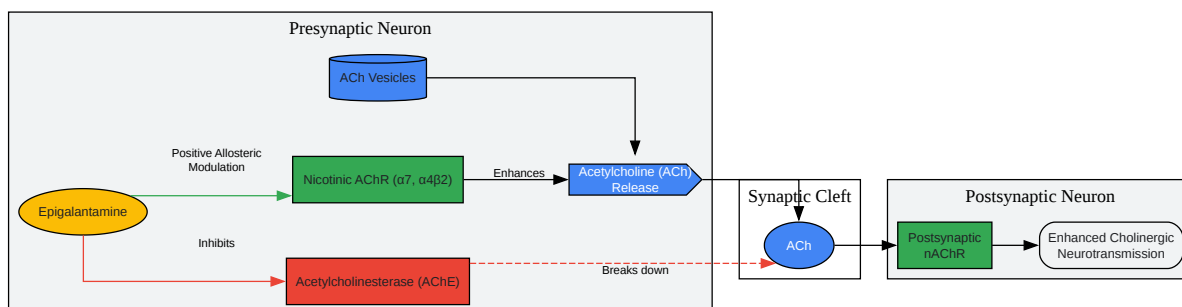 Presynaptic Neuron
ACh Vesicles
Positive Allosteric
Modulation
Nicotinic AChR (α7, α4β2)
Enhances
Acetylcholine (ACh)
Release
Epigalantamine
Inhibits
Acetylcholinesterase (AChE)
Breaks down
Synaptic Cleft
ACh
Postsynaptic Neuron
Postsynaptic
nAChR
Enhanced Cholinergic
Neurotransmission